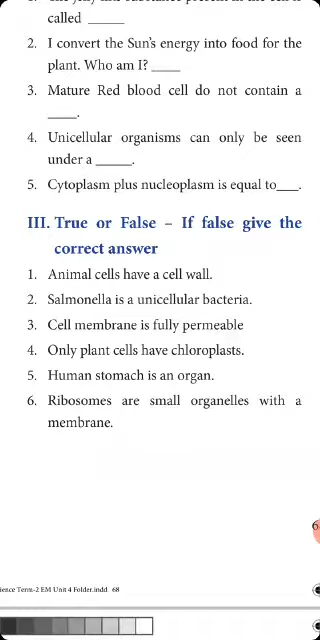 called _____
2. I convert the Sun's energy into food for the
plant. Who am I? _____
3. Mature Red blood cell do not contain a
_____.
4. Unicellular organisms can only be seen
under a ______.
5. Cytoplasm plus nucleoplasm is equal to____.
III. True or False – If false give the
correct answer
1. Animal cells have a cell wall.
2. Salmonella is a unicellular bacteria.
3. Cell membrane is fully permeable
4. Only plant cells have chloroplasts.
5. Human stomach is an organ.
6. Ribosomes are small organelles with a
membrane.
6
ience Term-2 EM Unit 4 Folder.indd 68